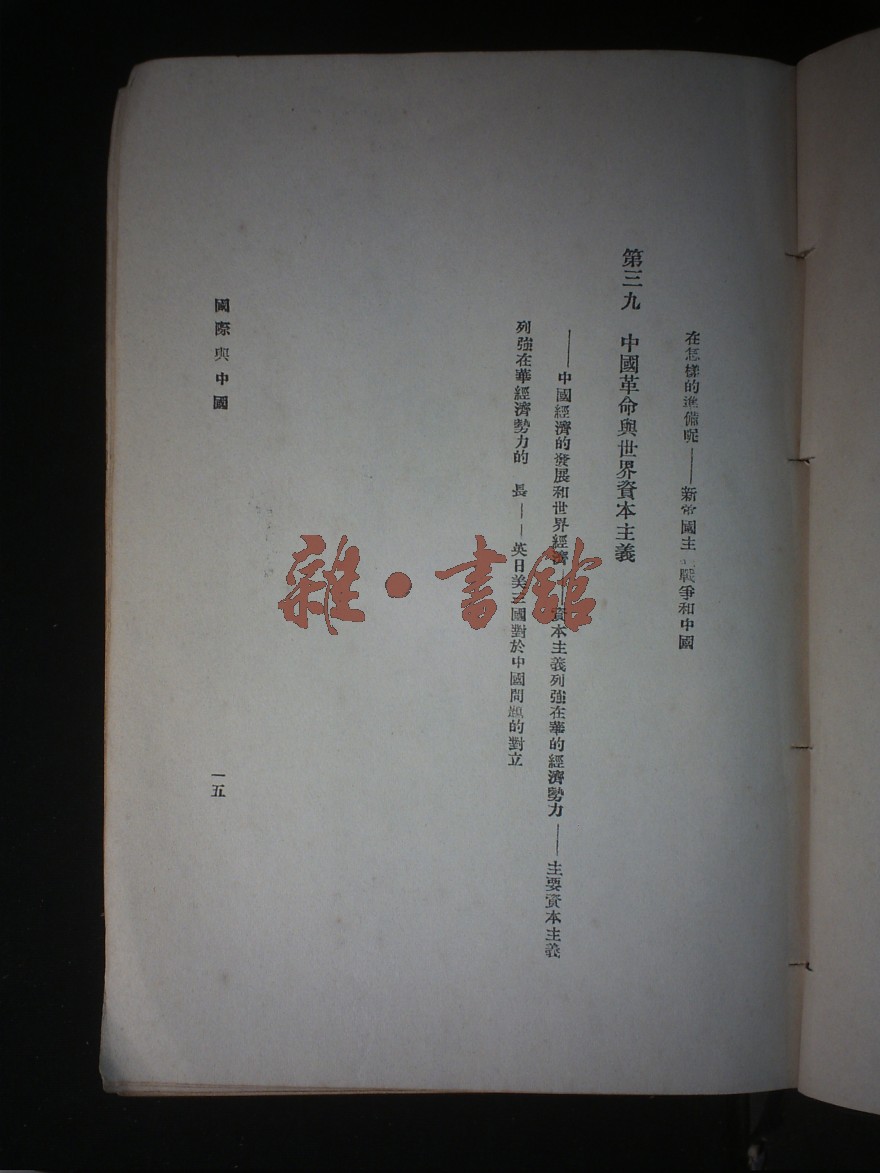 在怎樣的準備呢——新帝國主 戰爭和中國
第三九 中國革命與世界資本主義
——中國經濟的發展和世界經濟——資本主義列強在華的經濟勢力——主要資本主義
列強在華經濟勢力的 長——英日美三國對於中國問題的對立
國際與中國
一五
雜·書館